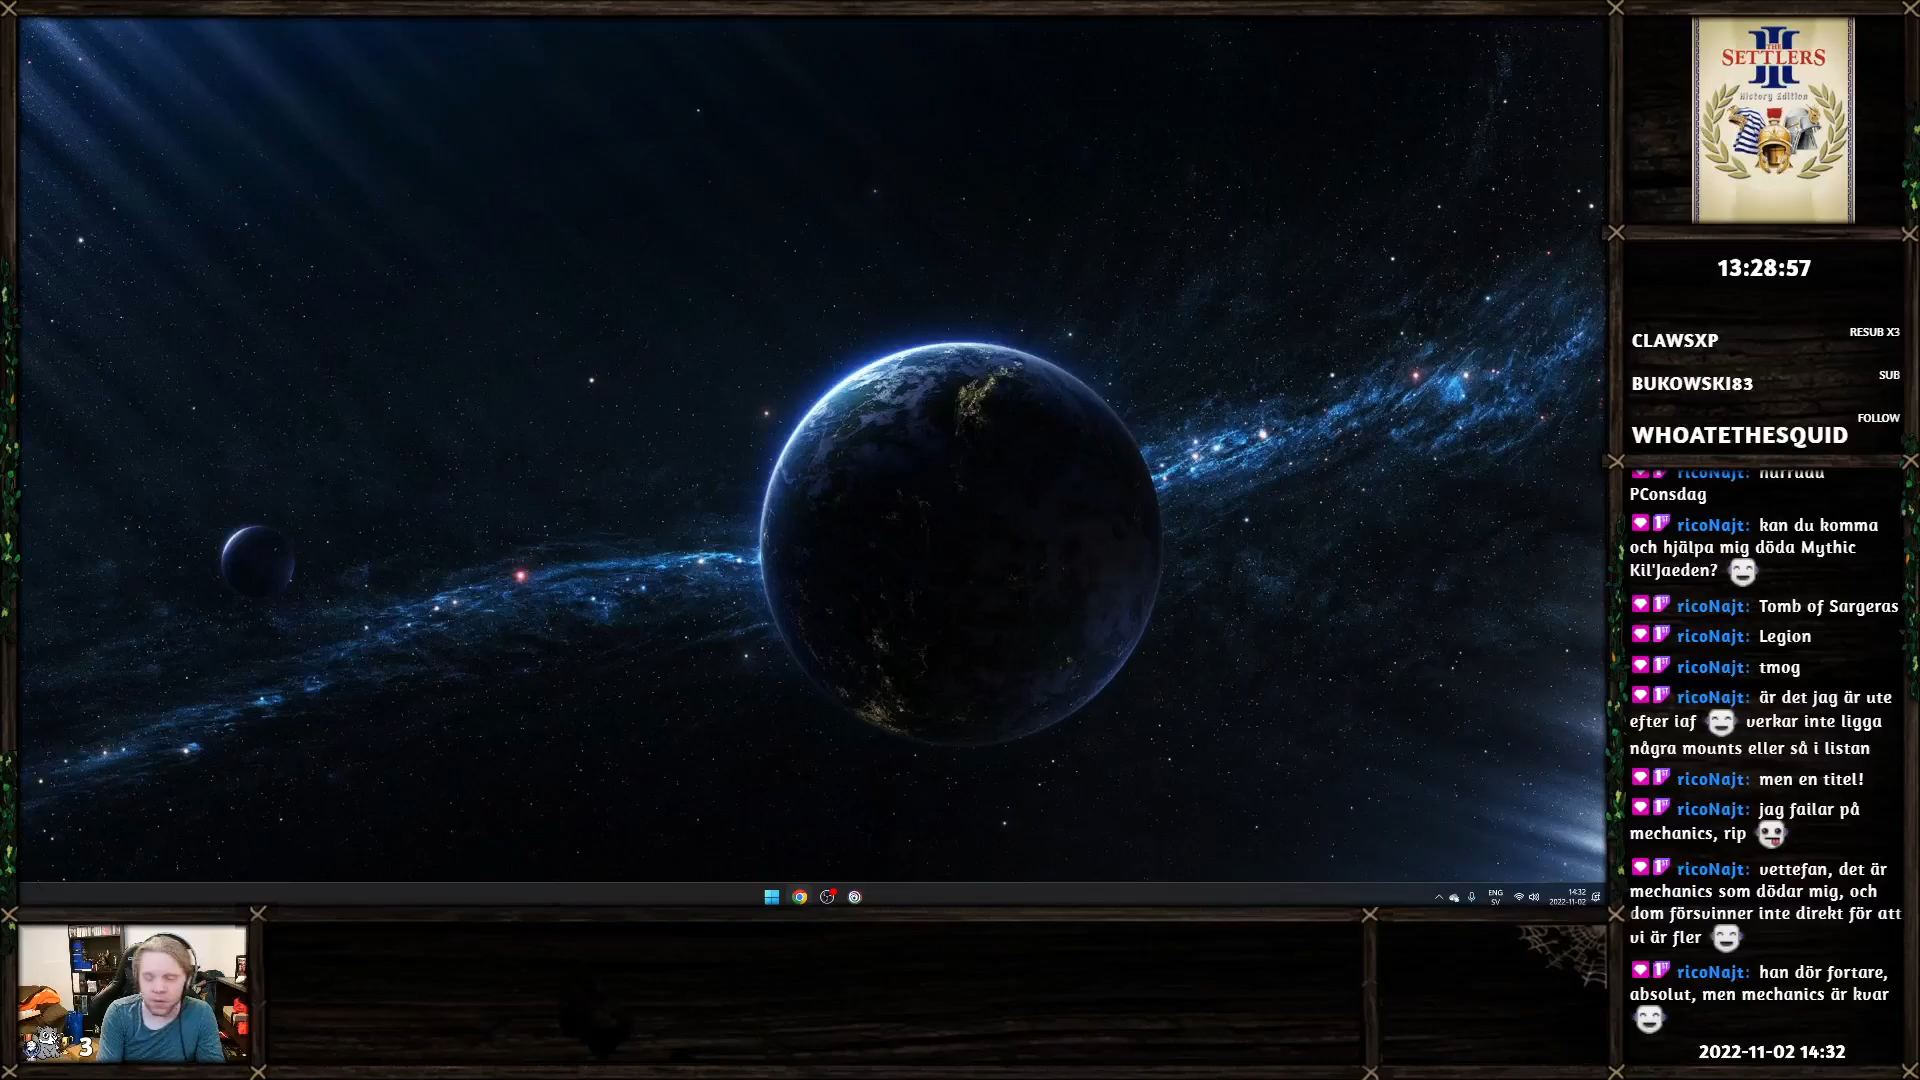 THE
SETTLERS
III
History Edition
13:28:57
RESUB X3
CLAWSXP
SUB
BUKOWSKI83
FOLLOW
WHOATETHESQUID
ricoNajt: hurraaa
PConsdag
ricoNajt: kan du komma
och hjälpa mig döda Mythic
Kil'Jaeden?
ricoNajt: Tomb of Sargeras
ricoNajt: Legion
ricoNajt: tmog
ricoNajt: är det jag är ute
efter iaf verkar inte ligga
några mounts eller så i listan
ricoNajt: men en titel!
ricoNajt: jag failar på
mechanics, rip
ricoNajt: vettefan, det är
mechanics som dödar mig, och
dom försvinner inte direkt för att
vi är fler
ricoNajt: han dör fortare,
absolut, men mechanics är kvar
2022-11-02 14:32
ENG
SV
14:32
2022-11-02
3